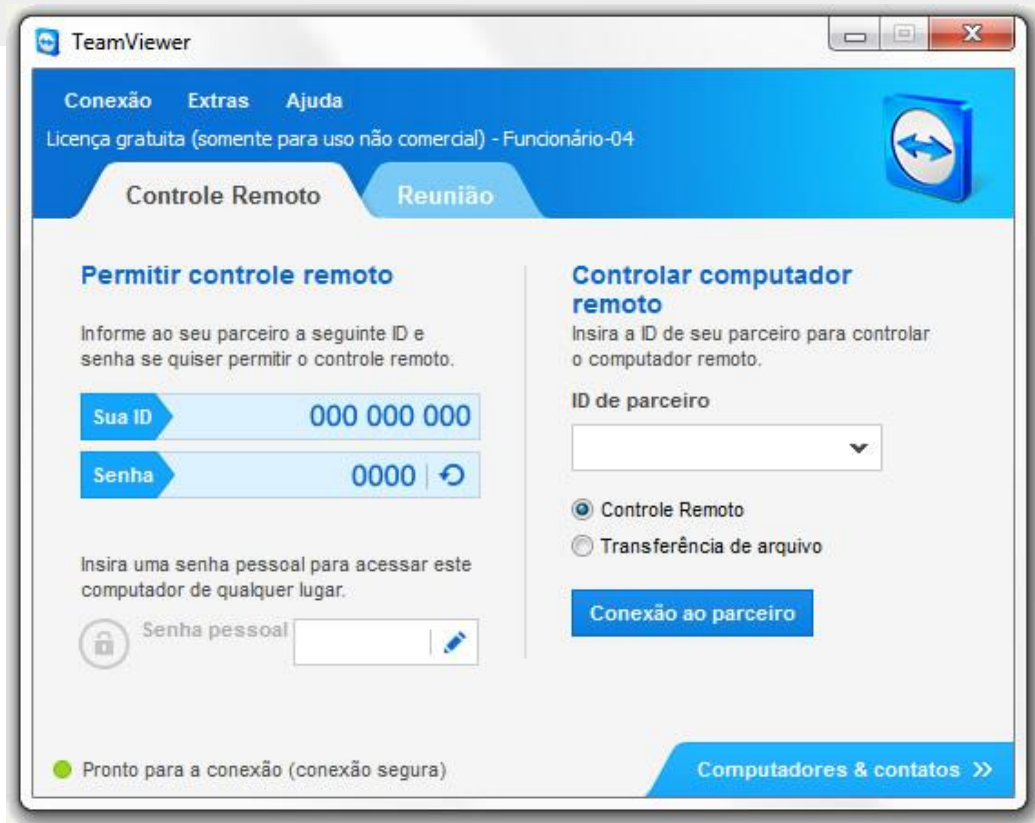 TeamViewer
Conexão Extras Ajuda
Licença gratuita (somente para uso não comercial) - Funcionário-04
Controle Remoto Reunião
Permitir controle remoto
Informe ao seu parceiro a seguinte ID e
senha se quiser permitir o controle remoto.
Sua ID 000 000 000
Senha 0000
Insira uma senha pessoal para acessar este
computador de qualquer lugar.
Senha pessoal
Controlar computador
remoto
Insira a ID de seu parceiro para controlar
o computador remoto.
ID de parceiro
Controle Remoto
Transferência de arquivo
Conexão ao parceiro
Pronto para a conexão (conexão segura)
Computadores & contatos >>